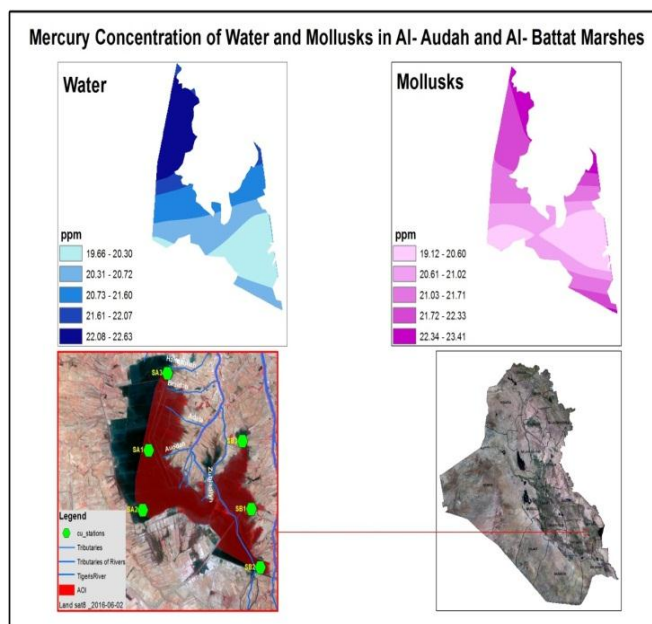 Mercury Concentration of Water and Mollusks in Al- Audah and Al- Battat Marshes
Water
ppm
19.66 - 20.30
20.31 - 20.72
20.73 - 21.60
21.61 - 22.07
22.08 - 22.63
Mollusks
ppm
19.12 - 20.60
20.61 - 21.02
21.03 - 21.71
21.72 - 22.33
22.34 - 23.41
SA3
SA1
SB3
SA2
SB1
SB2
Legend
cu_stations
Tributaries
Tributaries of Rivers
TigerisRiver
AOI
Land sat8 _2016-06-02